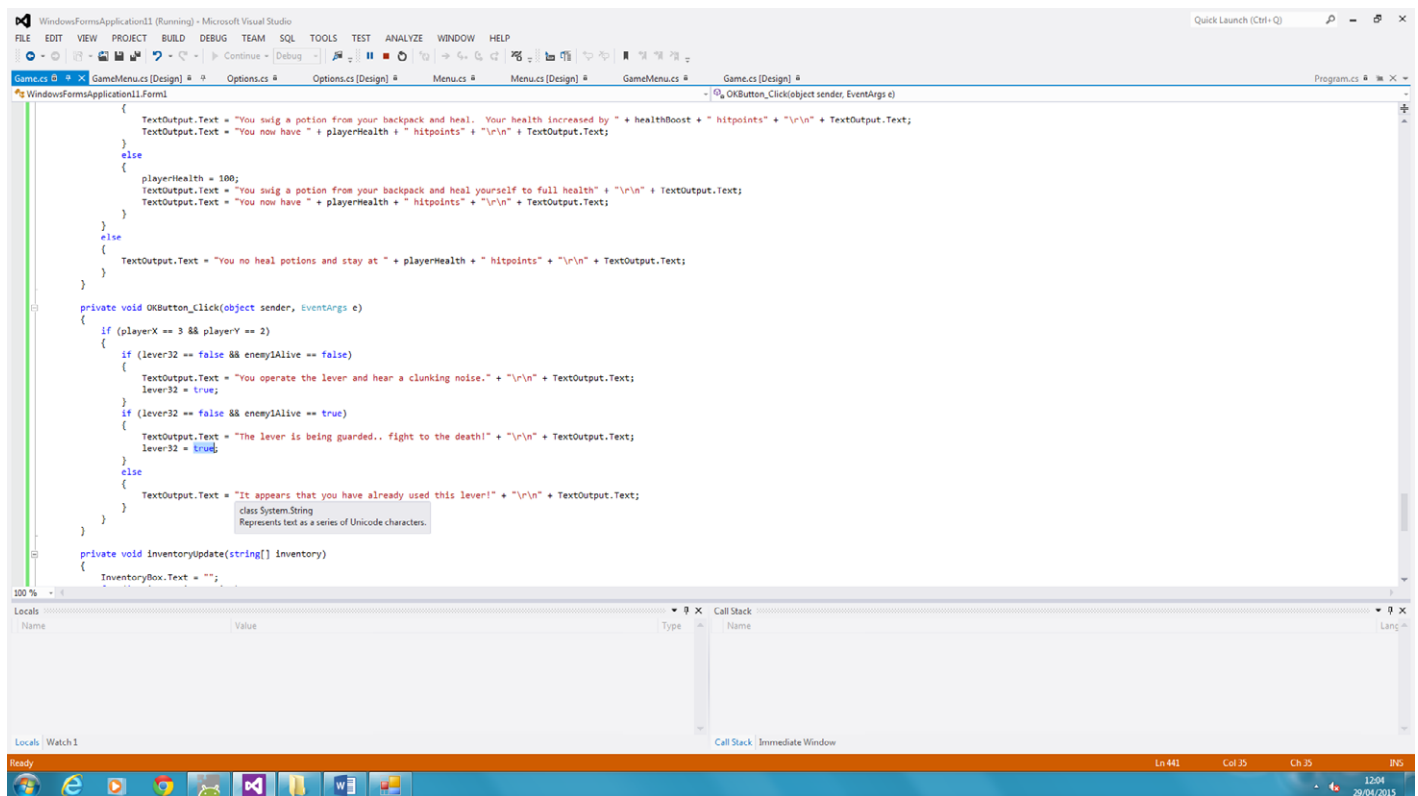 WindowsFormsApplication11 (Running) - Microsoft Visual Studio
Quick Launch (Ctrl+Q)
FILE EDIT VIEW PROJECT BUILD DEBUG TEAM SQL TOOLS TEST ANALYZE WINDOW HELP
Continue Debug
Game.cs GameMenu.cs [Design] Options.cs Options.cs [Design] Menu.cs Menu.cs [Design] GameMenu.cs Game.cs [Design] Program.cs
WindowsFormsApplication11.Form1 OKButton_Click(object sender, EventArgs e)
{
TextOutput.Text = "You swig a potion from your backpack and heal.  Your health increased by " + healthBoost + " hitpoints" + "\r\n" + TextOutput.Text;
TextOutput.Text = "You now have " + playerHealth + " hitpoints" + "\r\n" + TextOutput.Text;
}
else
{
playerHealth = 100;
TextOutput.Text = "You swig a potion from your backpack and heal yourself to full health" + "\r\n" + TextOutput.Text;
TextOutput.Text = "You now have " + playerHealth + " hitpoints" + "\r\n" + TextOutput.Text;
}
}
else
{
TextOutput.Text = "You no heal potions and stay at " + playerHealth + " hitpoints" + "\r\n" + TextOutput.Text;
}
}
private void OKButton_Click(object sender, EventArgs e)
{
if (playerX == 3 && playerY == 2)
{
if (lever32 == false && enemy1Alive == false)
{
TextOutput.Text = "You operate the lever and hear a clunking noise." + "\r\n" + TextOutput.Text;
lever32 = true;
}
if (lever32 == false && enemy1Alive == true)
{
TextOutput.Text = "The lever is being guarded.. fight to the death!" + "\r\n" + TextOutput.Text;
lever32 = true;
}
else
{
TextOutput.Text = "It appears that you have already used this lever!" + "\r\n" + TextOutput.Text;
}
class System.String
Represents text as a series of Unicode characters.
}
}
private void inventoryUpdate(string[] inventory)
{
InventoryBox.Text = "";
100 %
Locals
Name Value Type
Call Stack
Name Lang
Locals Watch 1
Call Stack Immediate Window
Ready Ln 441 Col 35 Ch 35 INS
12:04
29/04/2015